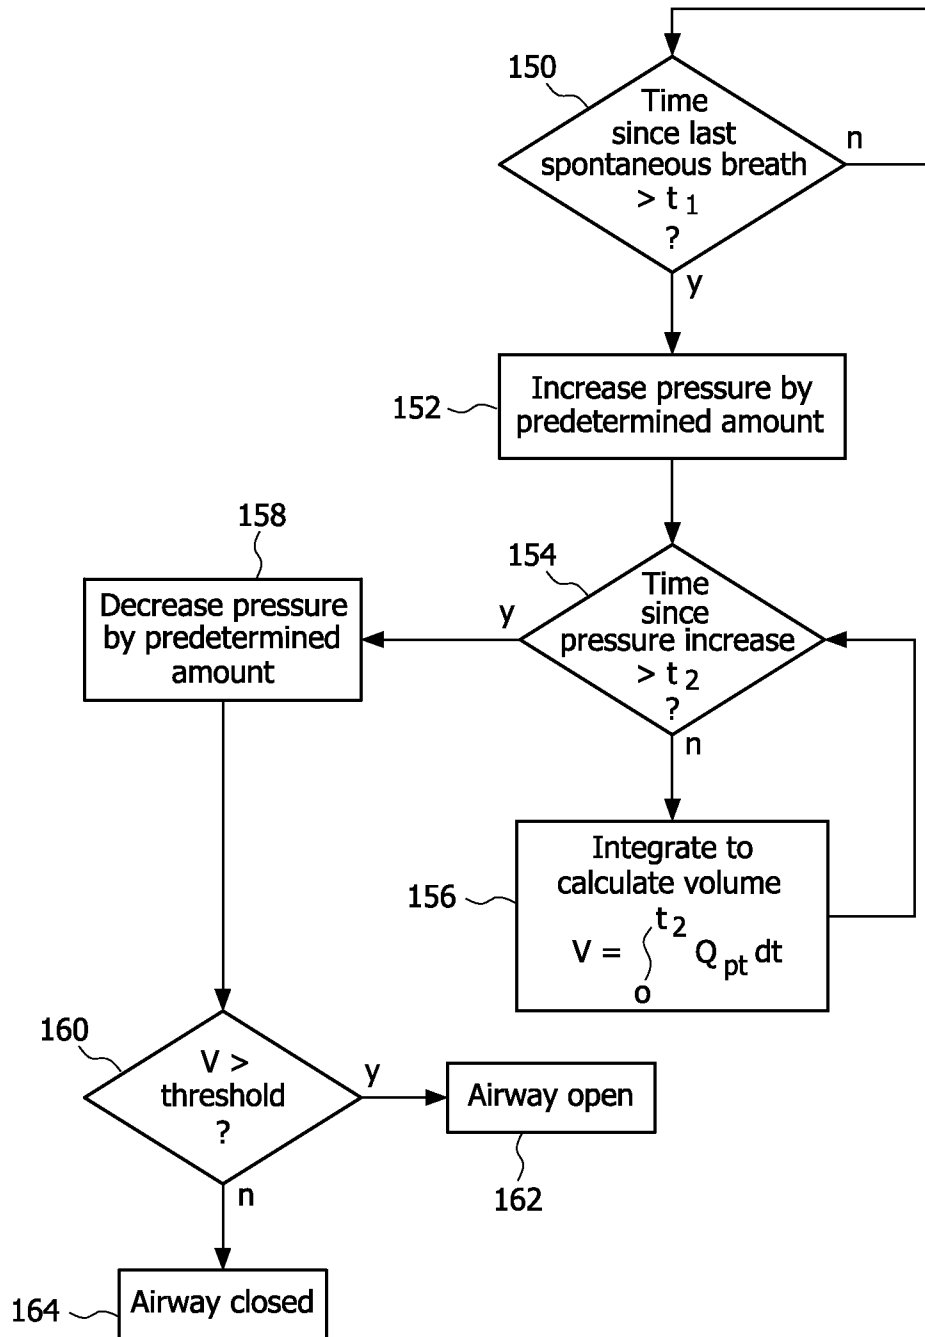 150
Time
since last
spontaneous breath
> t 1
?
n
y
152
Increase pressure by
predetermined amount
158
Decrease pressure
by predetermined
amount
154
Time
since
pressure increase
> t 2
?
y
n
156
Integrate to
calculate volume
t2
V = Qpt dt
o
160
V >
threshold
?
y
n
Airway open
162
164
Airway closed